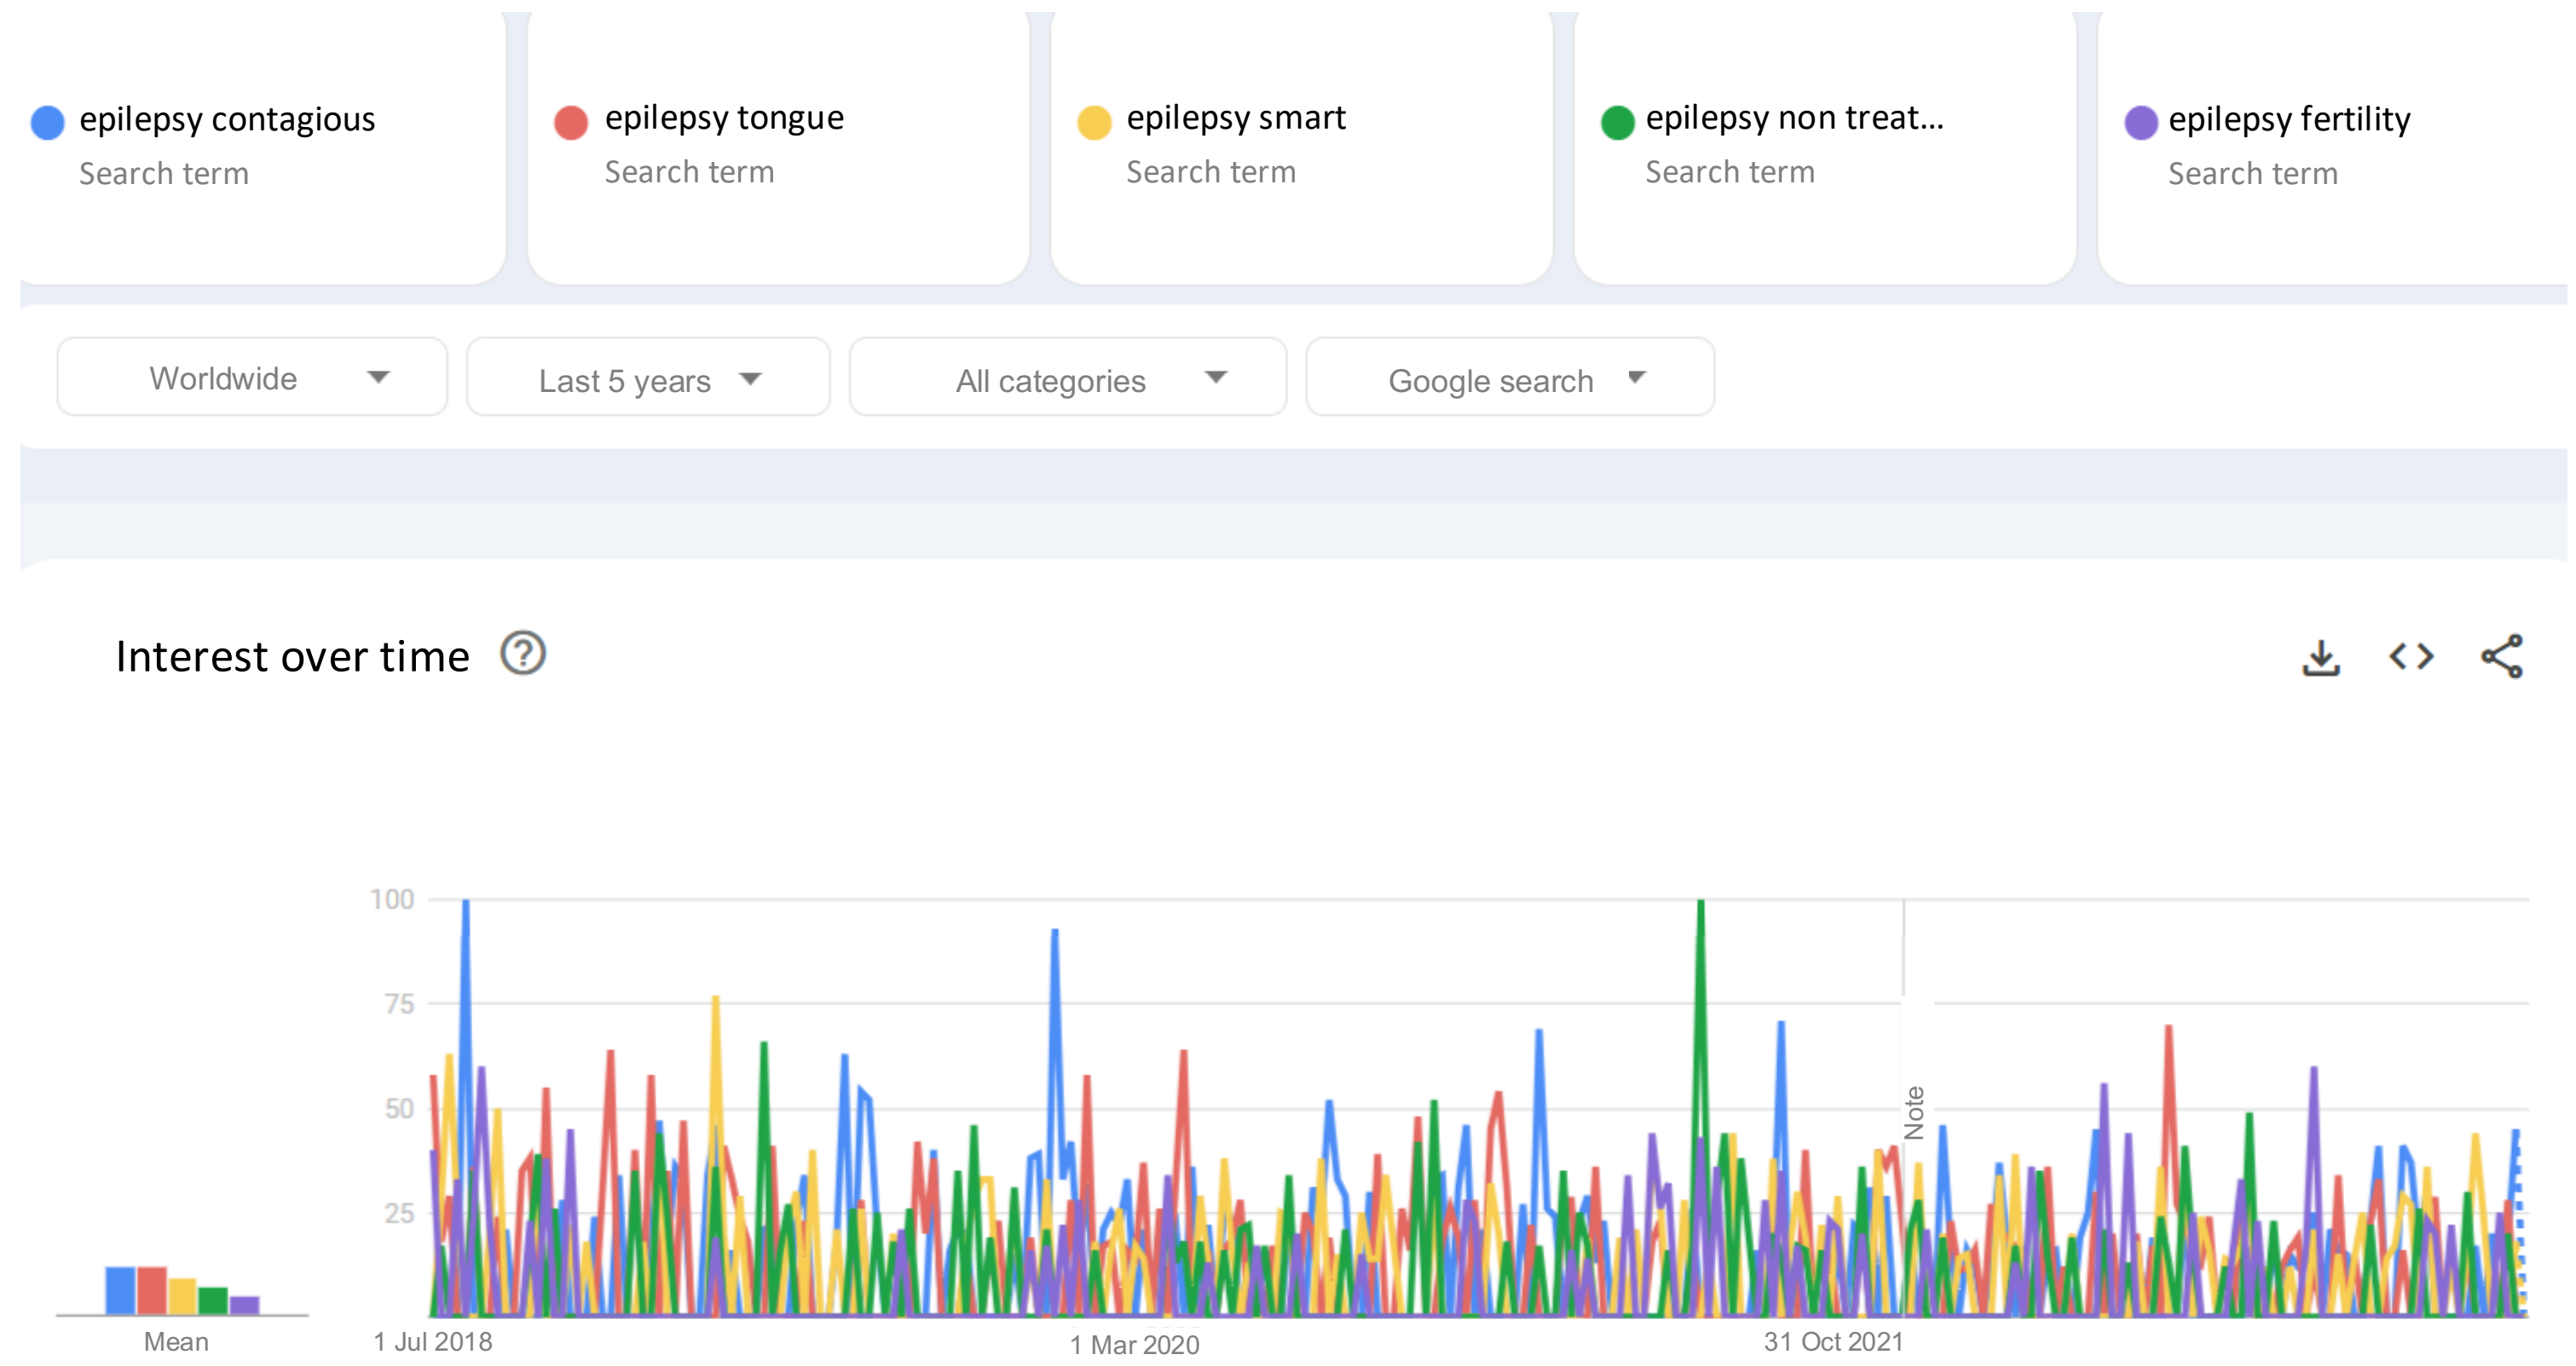 epilepsy contagious
Search term
epilepsy tongue
Search term
epilepsy smart
Search term
epilepsy non treat...
Search term
epilepsy fertility
Search term
Worldwide
Last 5 years
All categories
Google search
Interest over time
100
75
50
25
Note
Mean
1 Jul 2018
1 Mar 2020
31 Oct 2021